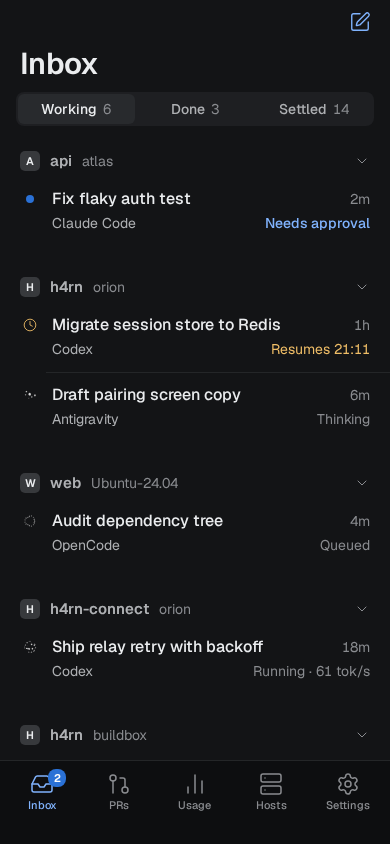 Inbox
Working 6 Done 3 Settled 14
A api atlas
Fix flaky auth test 2m
Claude Code Needs approval
H h4rn orion
Migrate session store to Redis 1h
Codex Resumes 21:11
Draft pairing screen copy 6m
Antigravity Thinking
W web Ubuntu-24.04
Audit dependency tree 4m
OpenCode Queued
H h4rn-connect orion
Ship relay retry with backoff 18m
Codex Running · 61 tok/s
H h4rn buildbox
2
Inbox PRs Usage Hosts Settings